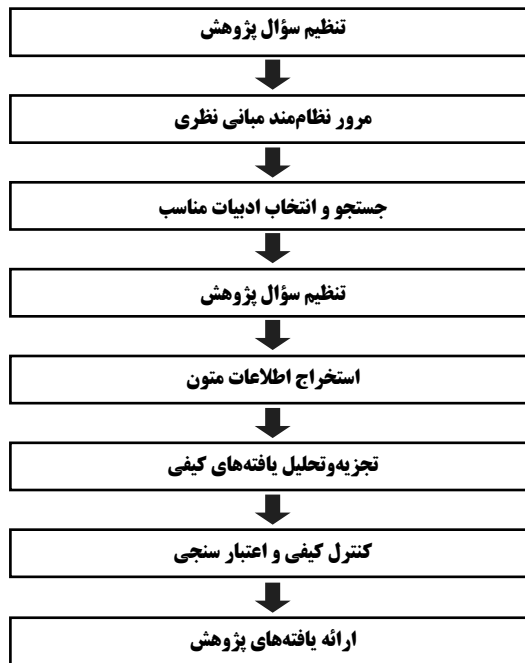 تنظیم سؤال پژوهش
مرور نظام‌مند مبانی نظری
جستجو و انتخاب ادبیات مناسب
تنظیم سؤال پژوهش
استخراج اطلاعات متون
تجزیه‌وتحلیل یافته‌های کیفی
کنترل کیفی و اعتبار سنجی
ارائه یافته‌های پژوهش